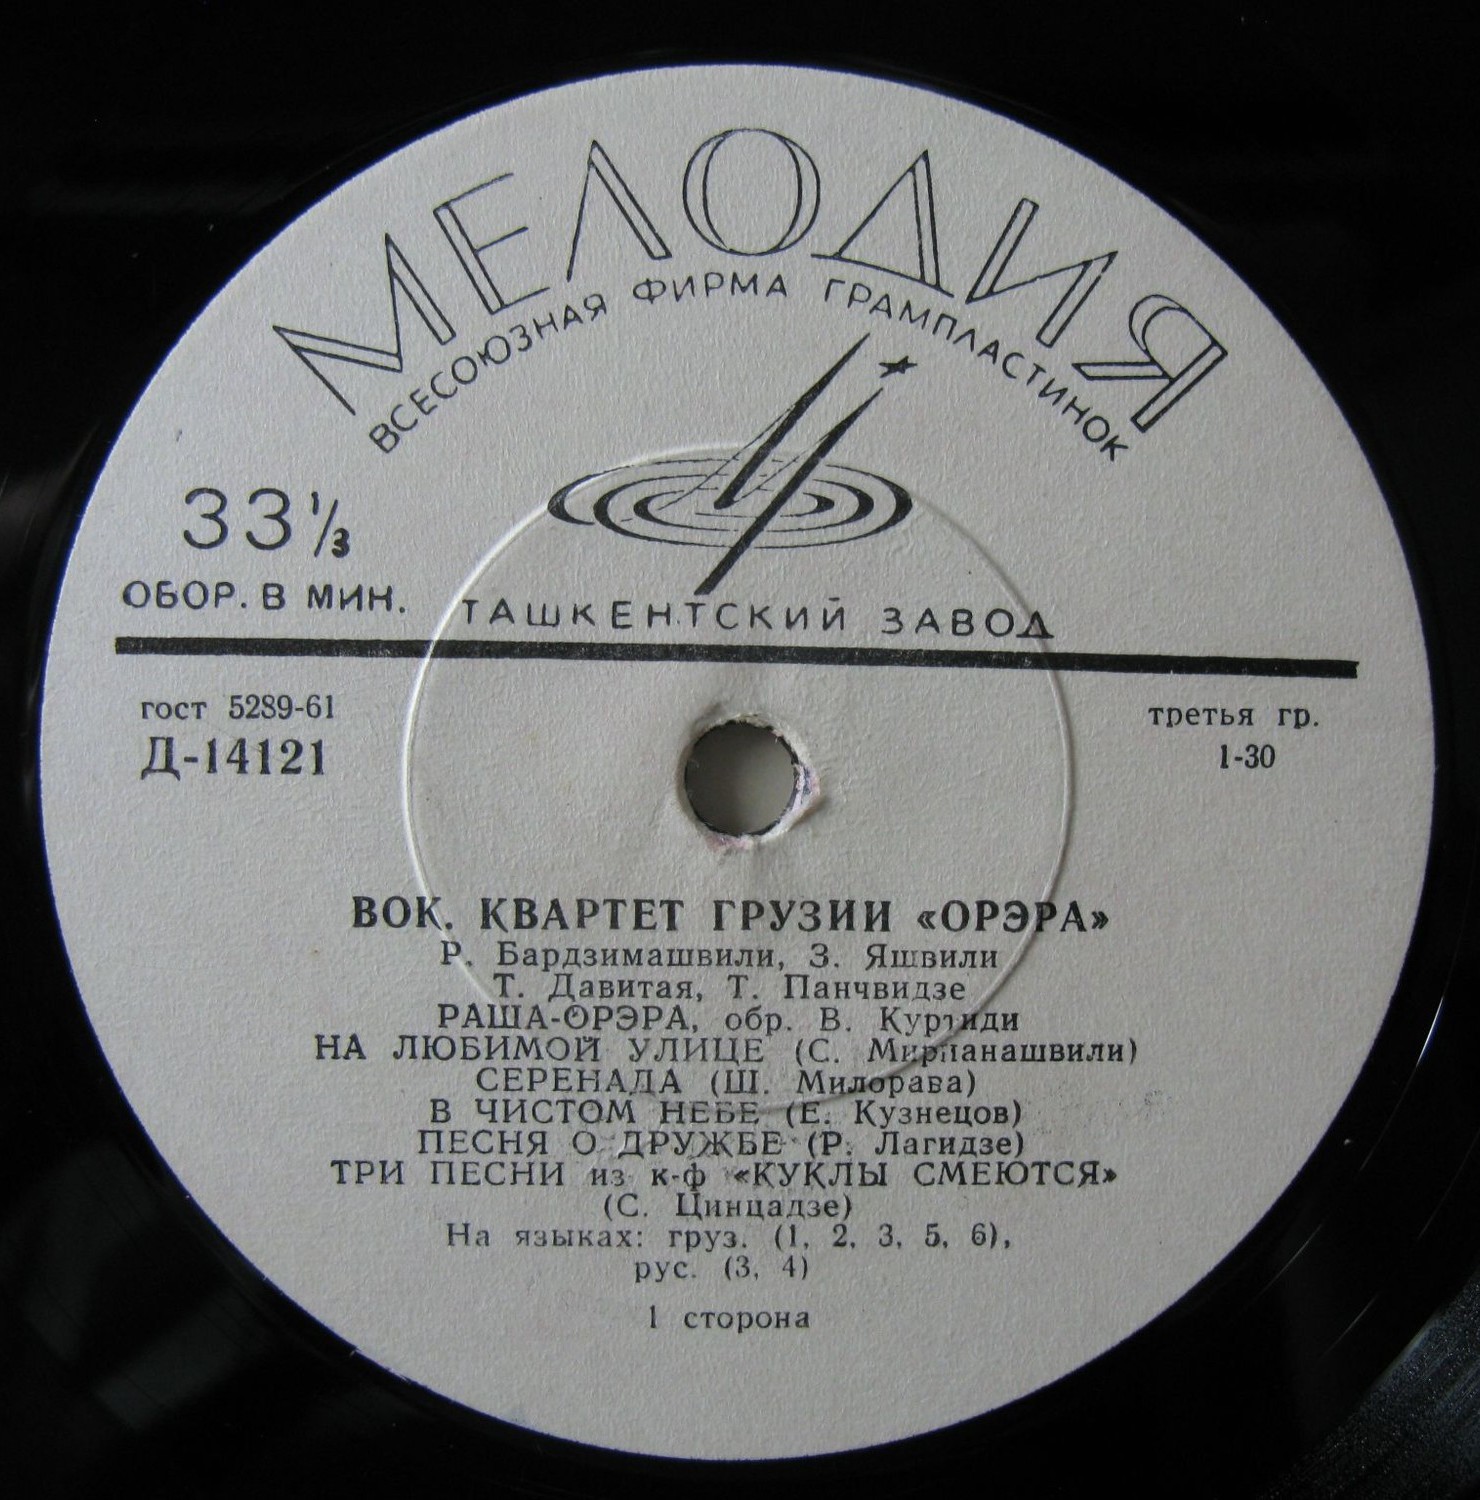 МЕЛОДИЯ
ВСЕСОЮЗНАЯ ФИРМА ГРАМПЛАСТИНОК
33 1/3
ОБОР. В МИН.
ТАШКЕНТСКИЙ ЗАВОД
гост 5289-61
Д-14121
третья гр.
1-30
ВОК. КВАРТЕТ ГРУЗИИ «ОРЭРА»
Р. Бардзимашвили, З. Яшвили
Т. Давитая, Т. Панчвидзе
РАША-ОРЭРА, обр. В. Куртиди
НА ЛЮБИМОЙ УЛИЦЕ (С. Мирианашвили)
СЕРЕНАДА (Ш. Милорава)
В ЧИСТОМ НЕБЕ (Е. Кузнецов)
ПЕСНЯ О ДРУЖБЕ (Р. Лагидзе)
ТРИ ПЕСНИ из к-ф «КУКЛЫ СМЕЮТСЯ»
(С. Цинцадзе)
На языках: груз. (1, 2, 3, 5, 6),
рус. (3, 4)
1 сторона